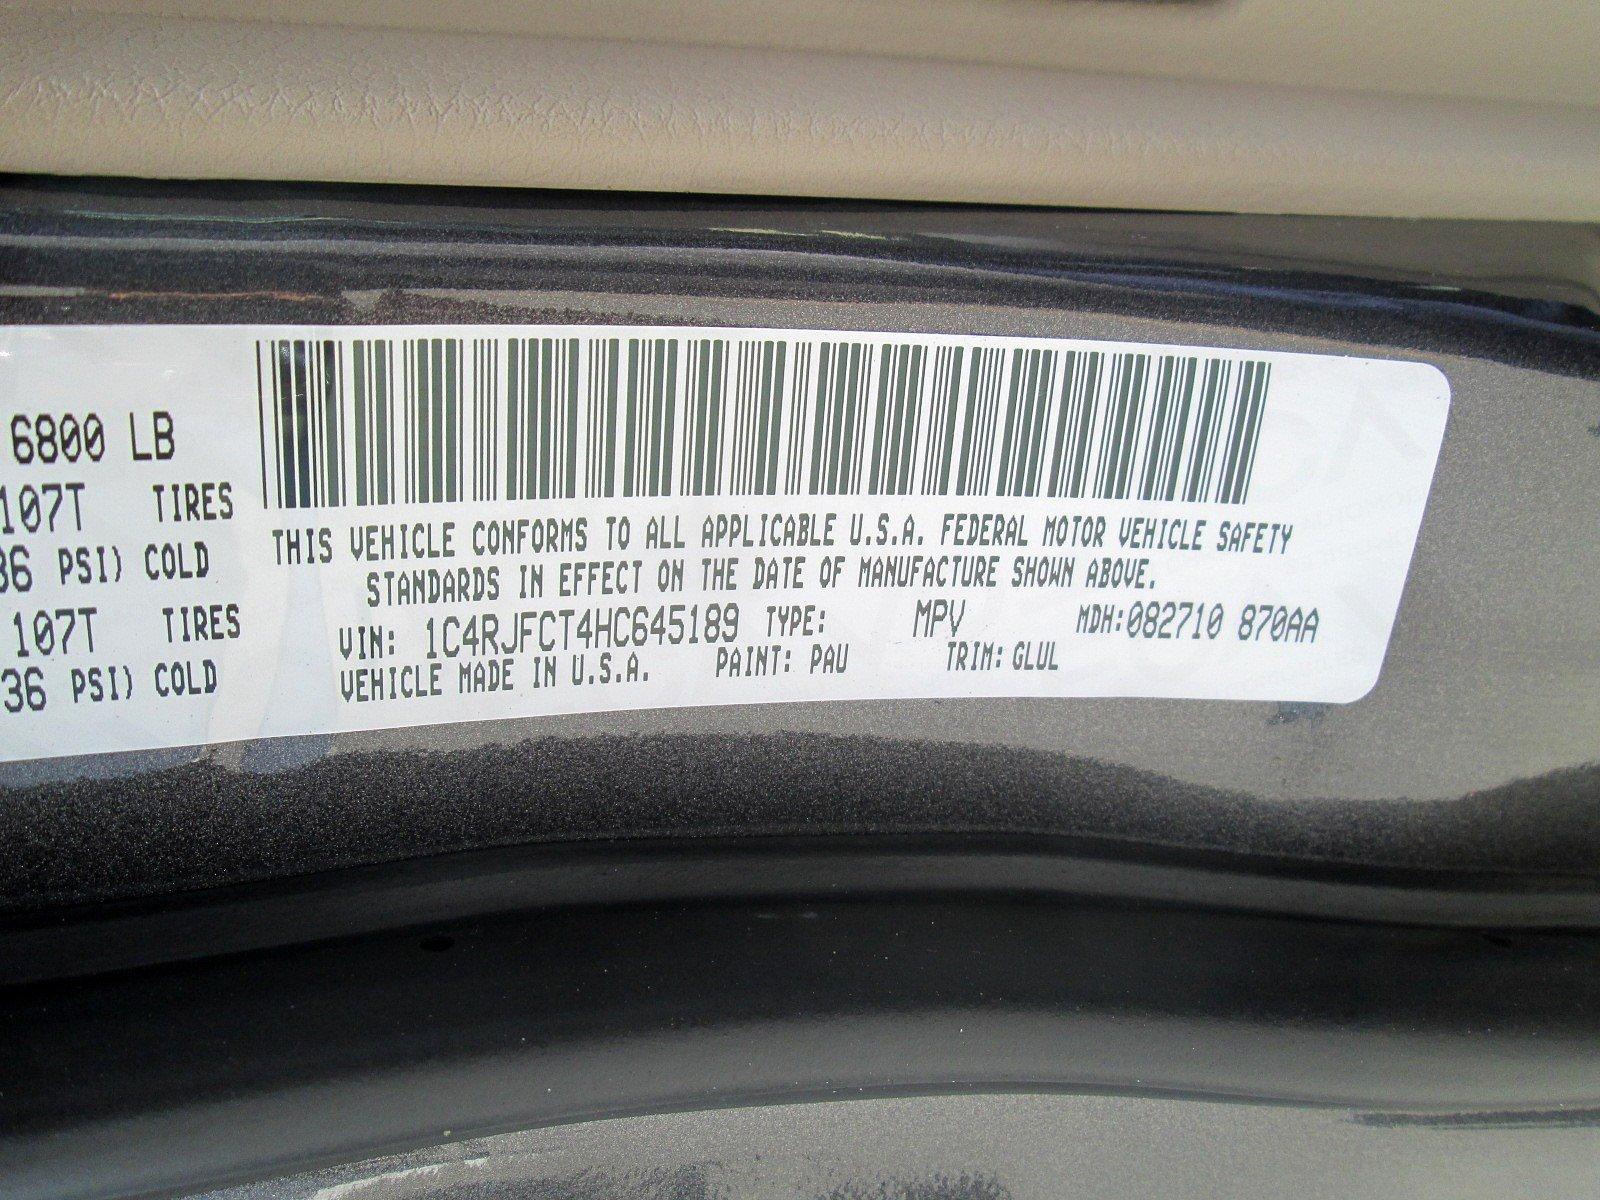 6800 LB
107T TIRES
36 PSI) COLD
107T TIRES
36 PSI) COLD
THIS VEHICLE CONFORMS TO ALL APPLICABLE U.S.A. FEDERAL MOTOR VEHICLE SAFETY
STANDARDS IN EFFECT ON THE DATE OF MANUFACTURE SHOWN ABOVE.
VIN: 1C4RJFCT4HC645189 TYPE: MPV MDH:082710 870AA
VEHICLE MADE IN U.S.A. PAINT: PAU TRIM: GLUL